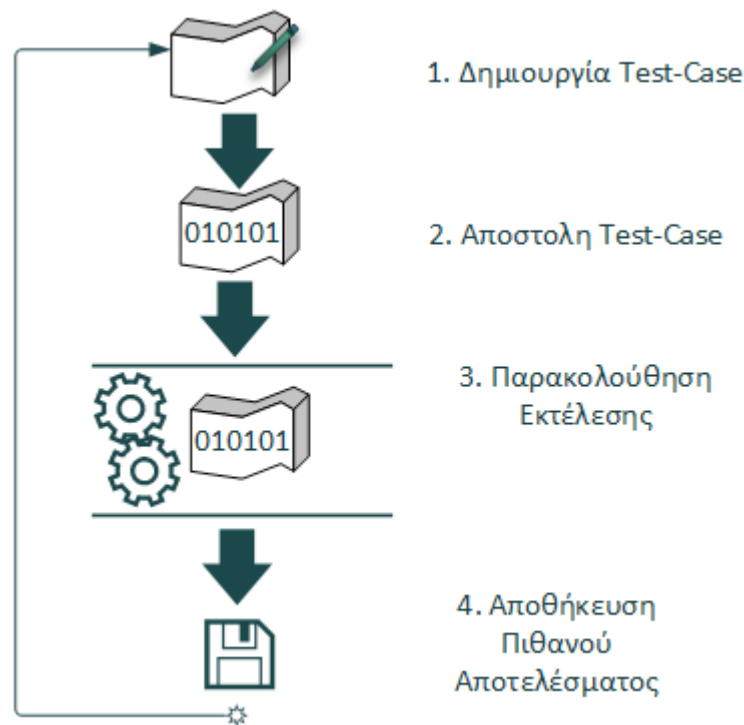 1. Δημιουργία Test-Case
010101
2. Αποστολη Test-Case
3. Παρακολούθηση
Εκτέλεσης
010101
4. Αποθήκευση
Πιθανού
Αποτελέσματος